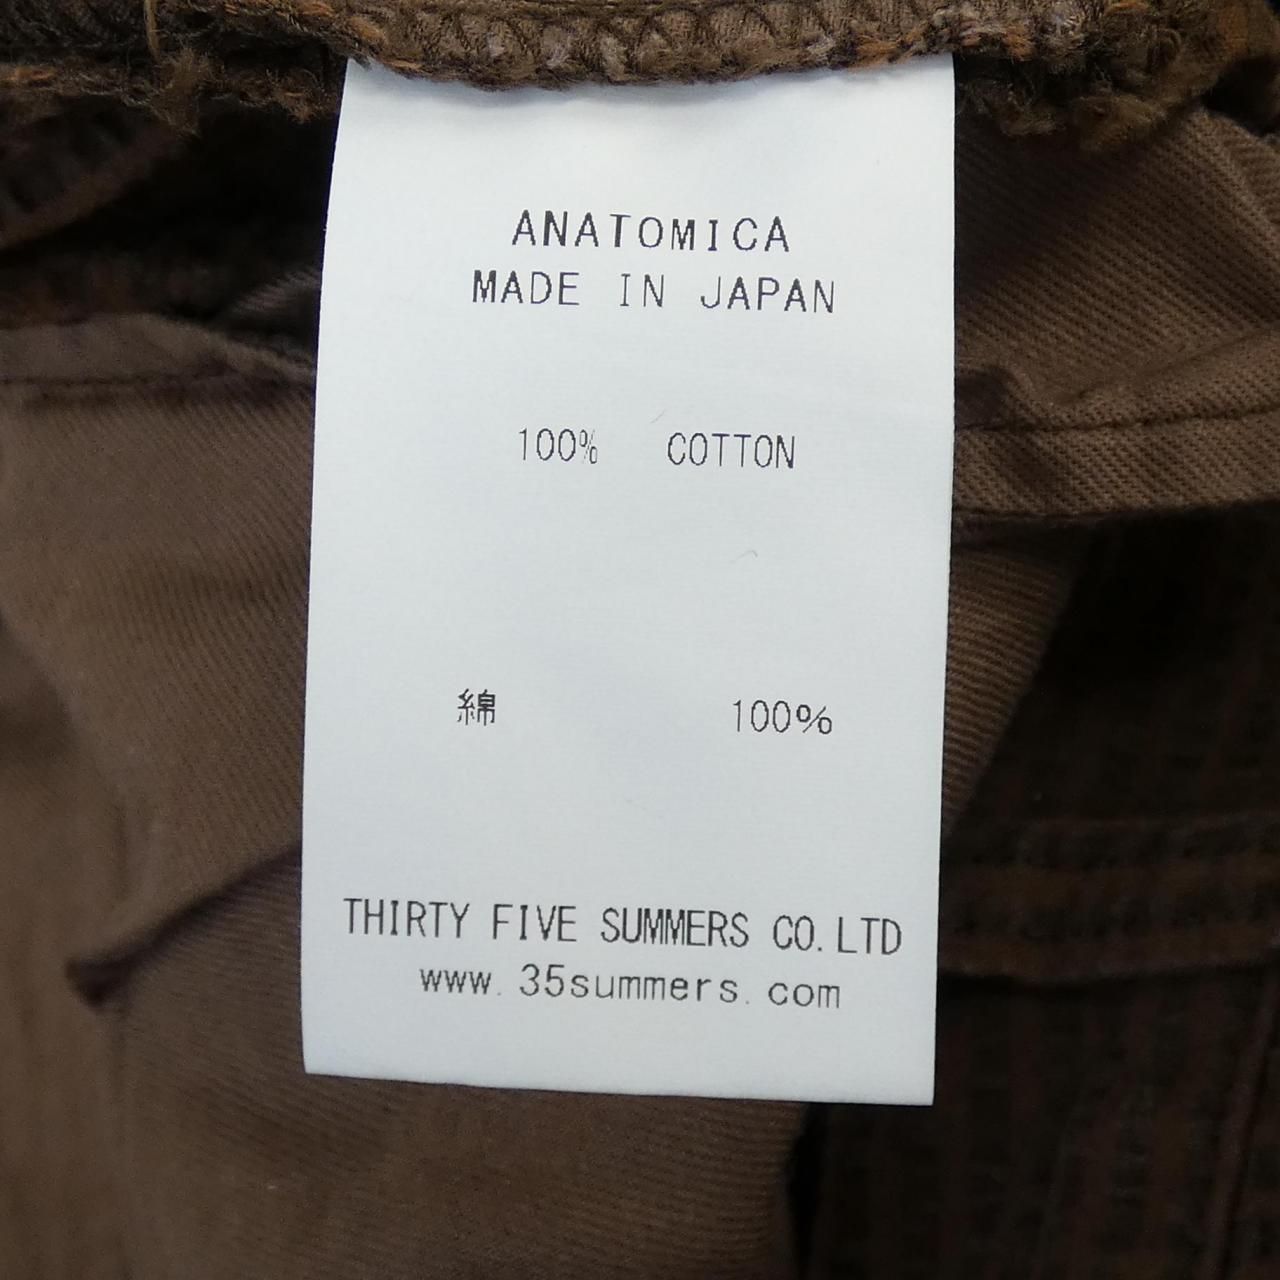 ANATOMICA
MADE IN JAPAN
100% COTTON
綿 100%
THIRTY FIVE SUMMERS CO.LTD
www.35summers.com